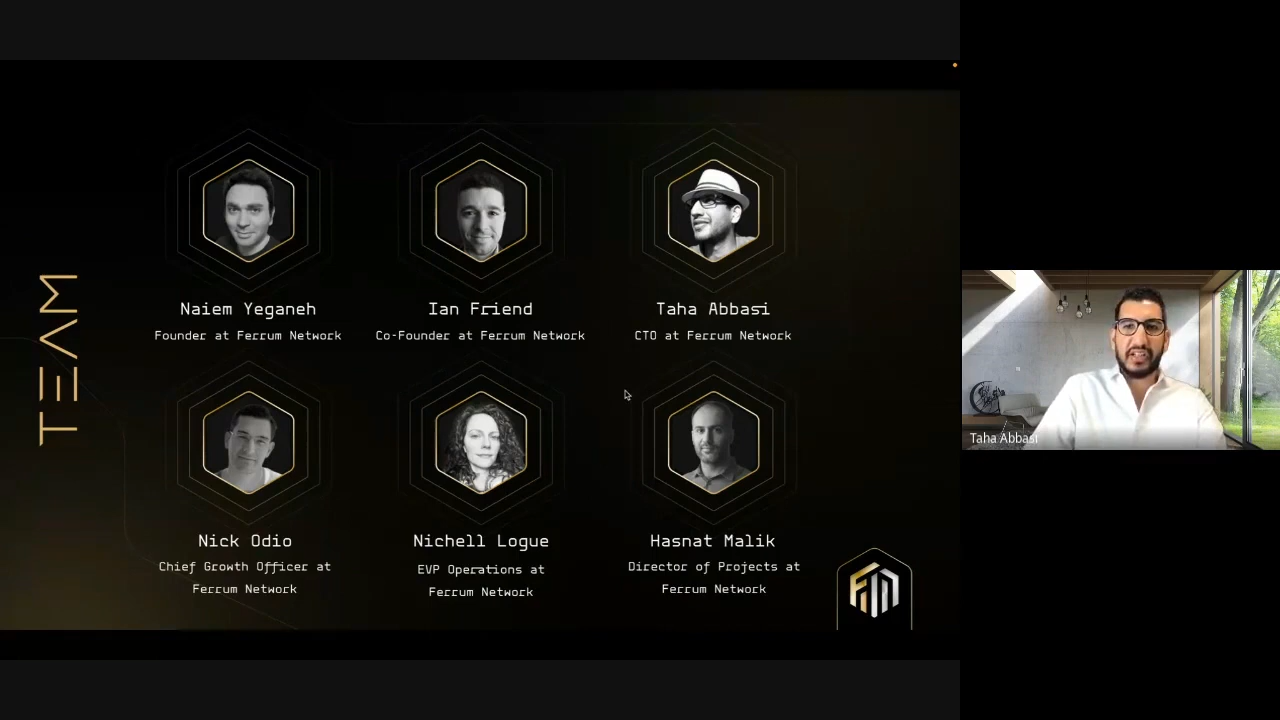 TEAM
Naiem Yeganeh
Founder at Ferrum Network
Ian Friend
Co-Founder at Ferrum Network
Taha Abbasi
CTO at Ferrum Network
Nick Odio
Chief Growth Officer at
Ferrum Network
Nichell Logue
EVP Operations at
Ferrum Network
Hasnat Malik
Director of Projects at
Ferrum Network
Taha Abbasi